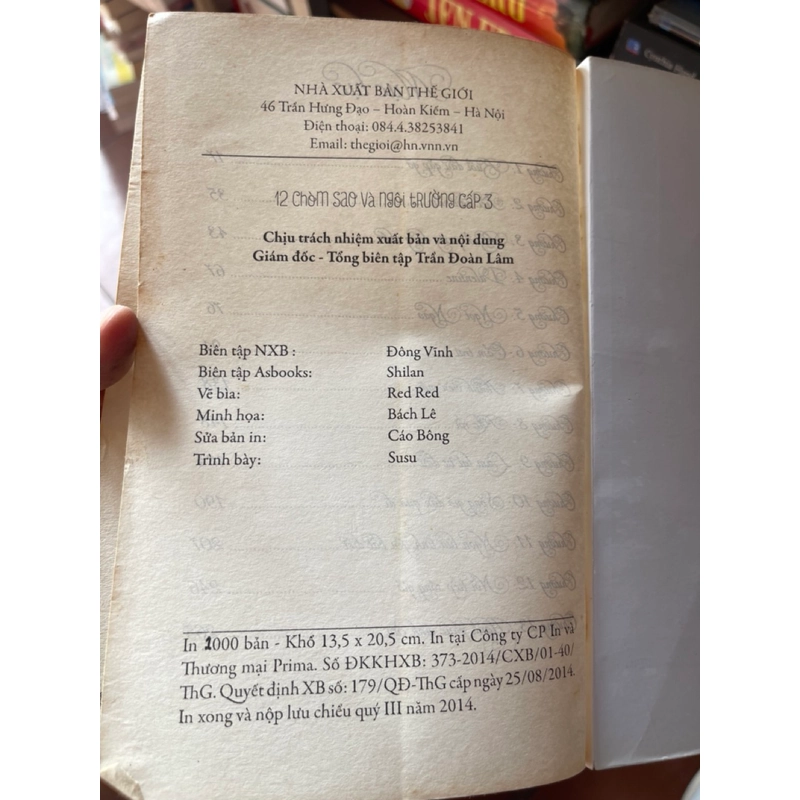 NHÀ XUẤT BẢN THẾ GIỚI
46 Trần Hưng Đạo – Hoàn Kiếm – Hà Nội
Điện thoại: 084.4.38253841
Email: thegioi@hn.vnn.vn
12 chòm sao và ngôi trường cấp 3
Chịu trách nhiệm xuất bản và nội dung
Giám đốc - Tổng biên tập Trần Đoàn Lâm
Biên tập NXB : Đông Vĩnh
Biên tập Asbooks: Shilan
Vẽ bìa: Red Red
Minh họa: Bách Lê
Sửa bản in: Cáo Bông
Trình bày: Susu
In 2000 bản - Khổ 13,5 x 20,5 cm. In tại Công ty CP In và
Thương mại Prima. Số ĐKKHXB: 373-2014/CXB/01-40/
ThG. Quyết định XB số: 179/QĐ-ThG cấp ngày 25/08/2014.
In xong và nộp lưu chiểu quý III năm 2014.